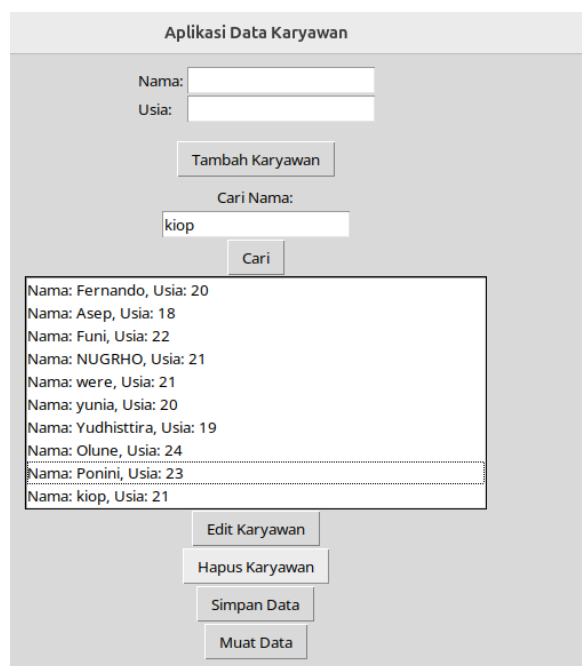 Aplikasi Data Karyawan
Nama:
Usia:
Tambah Karyawan
Cari Nama:
kiop
Cari
Nama: Fernando, Usia: 20
Nama: Asep, Usia: 18
Nama: Funi, Usia: 22
Nama: NUGRHO, Usia: 21
Nama: were, Usia: 21
Nama: yunia, Usia: 20
Nama: Yudhisttira, Usia: 19
Nama: Olune, Usia: 24
Nama: Ponini, Usia: 23
Nama: kiop, Usia: 21
Edit Karyawan
Hapus Karyawan
Simpan Data
Muat Data